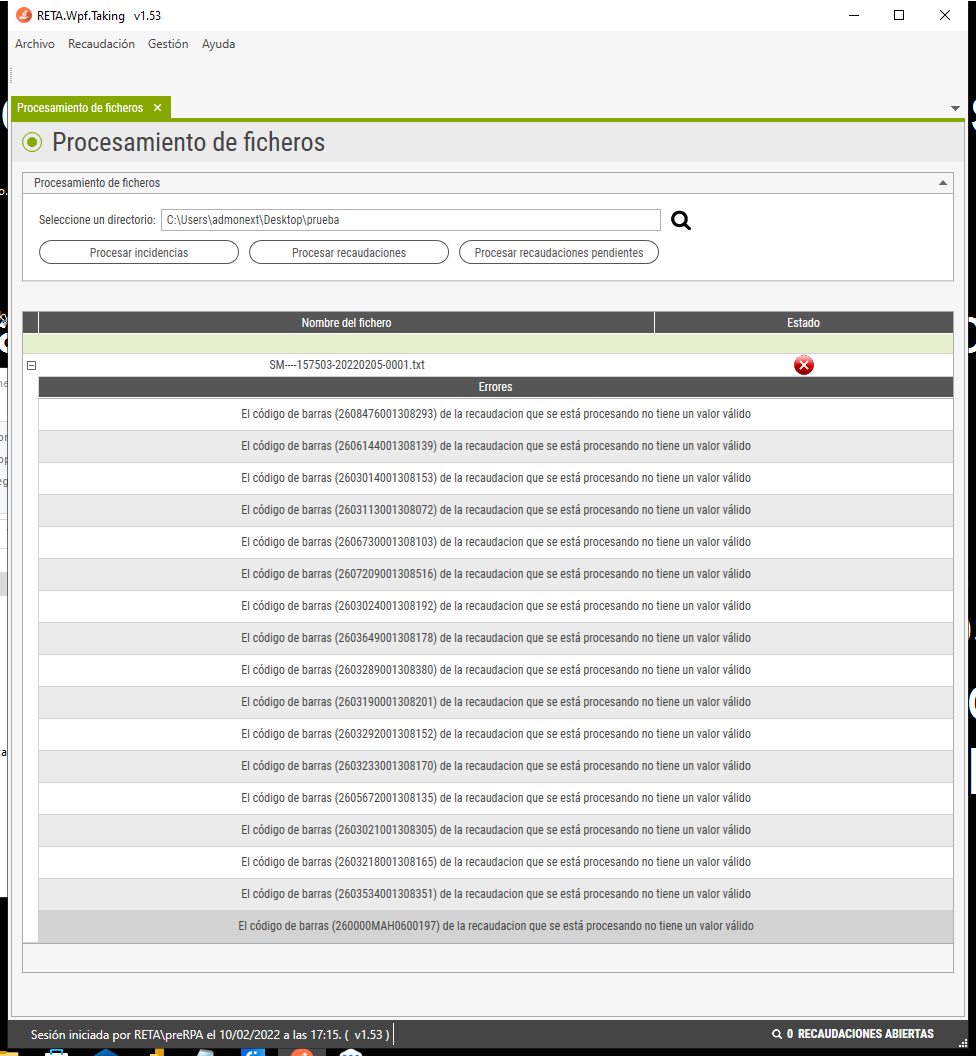 RETA.Wpf.Taking v1.53
Archivo Recaudación Gestión Ayuda
Procesamiento de ficheros
Procesamiento de ficheros
Procesamiento de ficheros
Seleccione un directorio: C:\Users\admonext\Desktop\prueba
Procesar incidencias Procesar recaudaciones Procesar recaudaciones pendientes
Nombre del fichero Estado
SM----157503-20220205-0001.txt
Errores
El código de barras (2608476001308293) de la recaudacion que se está procesando no tiene un valor válido
El código de barras (2606144001308139) de la recaudacion que se está procesando no tiene un valor válido
El código de barras (2603014001308153) de la recaudacion que se está procesando no tiene un valor válido
El código de barras (2603113001308072) de la recaudacion que se está procesando no tiene un valor válido
El código de barras (2606730001308103) de la recaudacion que se está procesando no tiene un valor válido
El código de barras (2607209001308516) de la recaudacion que se está procesando no tiene un valor válido
El código de barras (2603024001308192) de la recaudacion que se está procesando no tiene un valor válido
El código de barras (2603649001308178) de la recaudacion que se está procesando no tiene un valor válido
El código de barras (2603289001308380) de la recaudacion que se está procesando no tiene un valor válido
El código de barras (2603190001308201) de la recaudacion que se está procesando no tiene un valor válido
El código de barras (2603292001308152) de la recaudacion que se está procesando no tiene un valor válido
El código de barras (2603233001308170) de la recaudacion que se está procesando no tiene un valor válido
El código de barras (2605672001308135) de la recaudacion que se está procesando no tiene un valor válido
El código de barras (2603021001308305) de la recaudacion que se está procesando no tiene un valor válido
El código de barras (2603218001308165) de la recaudacion que se está procesando no tiene un valor válido
El código de barras (2603534001308351) de la recaudacion que se está procesando no tiene un valor válido
El código de barras (260000MAH0600197) de la recaudacion que se está procesando no tiene un valor válido
Sesión iniciada por RETA\preRPA el 10/02/2022 a las 17:15. ( v1.53 ) 0 RECAUDACIONES ABIERTAS